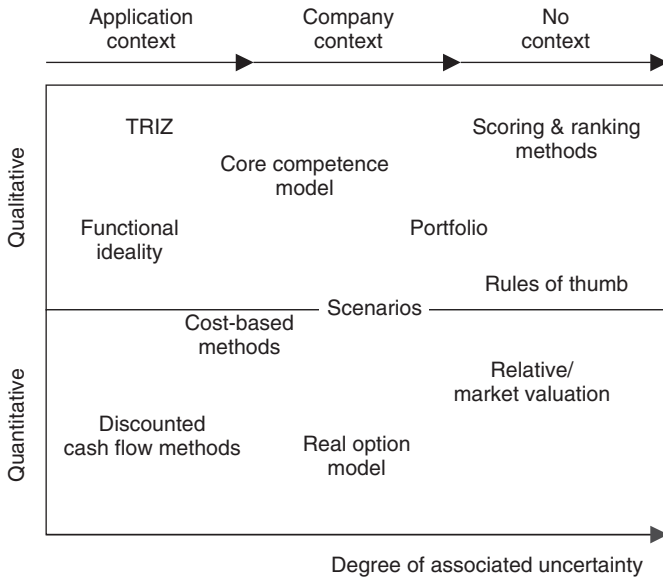 Application
context
Company
context
No
context
Qualitative
TRIZ
Scoring & ranking
methods
Core competence
model
Functional
ideality
Portfolio
Rules of thumb
Scenarios
Quantitative
Cost-based
methods
Relative/
market valuation
Discounted
cash flow methods
Real option
model
Degree of associated uncertainty